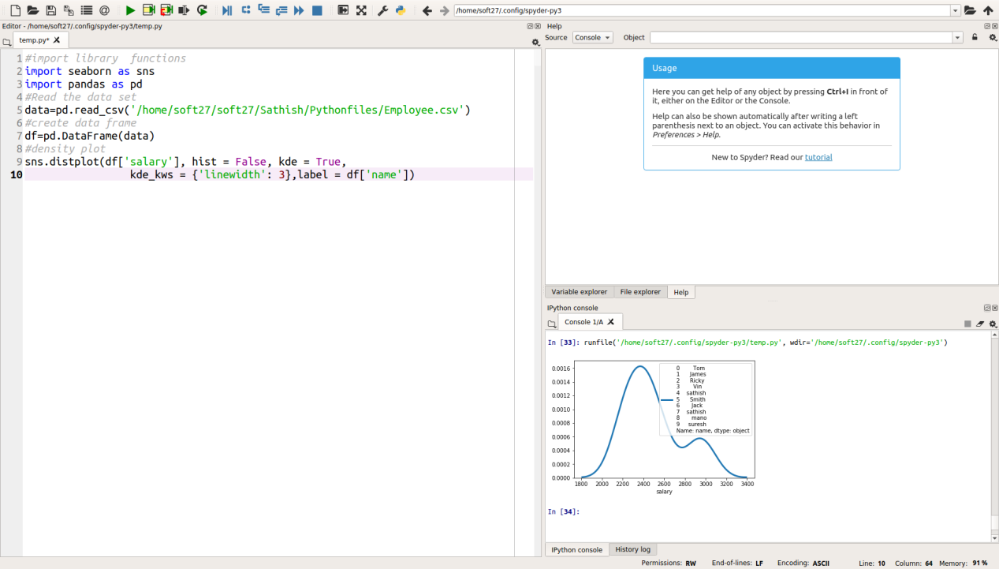 /home/soft27/.config/spyder-py3
Editor - /home/soft27/.config/spyder-py3/temp.py
temp.py*
1 #import library  functions
2 import seaborn as sns
3 import pandas as pd
4 #Read the data set
5 data=pd.read_csv('/home/soft27/soft27/Sathish/Pythonfiles/Employee.csv')
6 #create data frame
7 df=pd.DataFrame(data)
8 #density plot
9 sns.distplot(df['salary'], hist = False, kde = True,
10 kde_kws = {'linewidth': 3},label = df['name'])
Help
Source Console Object
Usage
Here you can get help of any object by pressing Ctrl+I in front of
it, either on the Editor or the Console.
Help can also be shown automatically after writing a left
parenthesis next to an object. You can activate this behavior in
Preferences > Help.
New to Spyder? Read our tutorial
Variable explorer File explorer Help
IPython console
Console 1/A
In [33]: runfile('/home/soft27/.config/spyder-py3/temp.py', wdir='/home/soft27/.config/spyder-py3')
0.0016
0.0014
0.0012
0.0010
0.0008
0.0006
0.0004
0.0002
0.0000
0 Tom
1 James
2 Ricky
3 Vin
4 sathish
5 Smith
6 Jack
7 sathish
8 mano
9 suresh
Name: name, dtype: object
1800 2000 2200 2400 2600 2800 3000 3200 3400
salary
In [34]:
IPython console History log
Permissions: RW End-of-lines: LF Encoding: ASCII Line: 10 Column: 64 Memory: 91 %